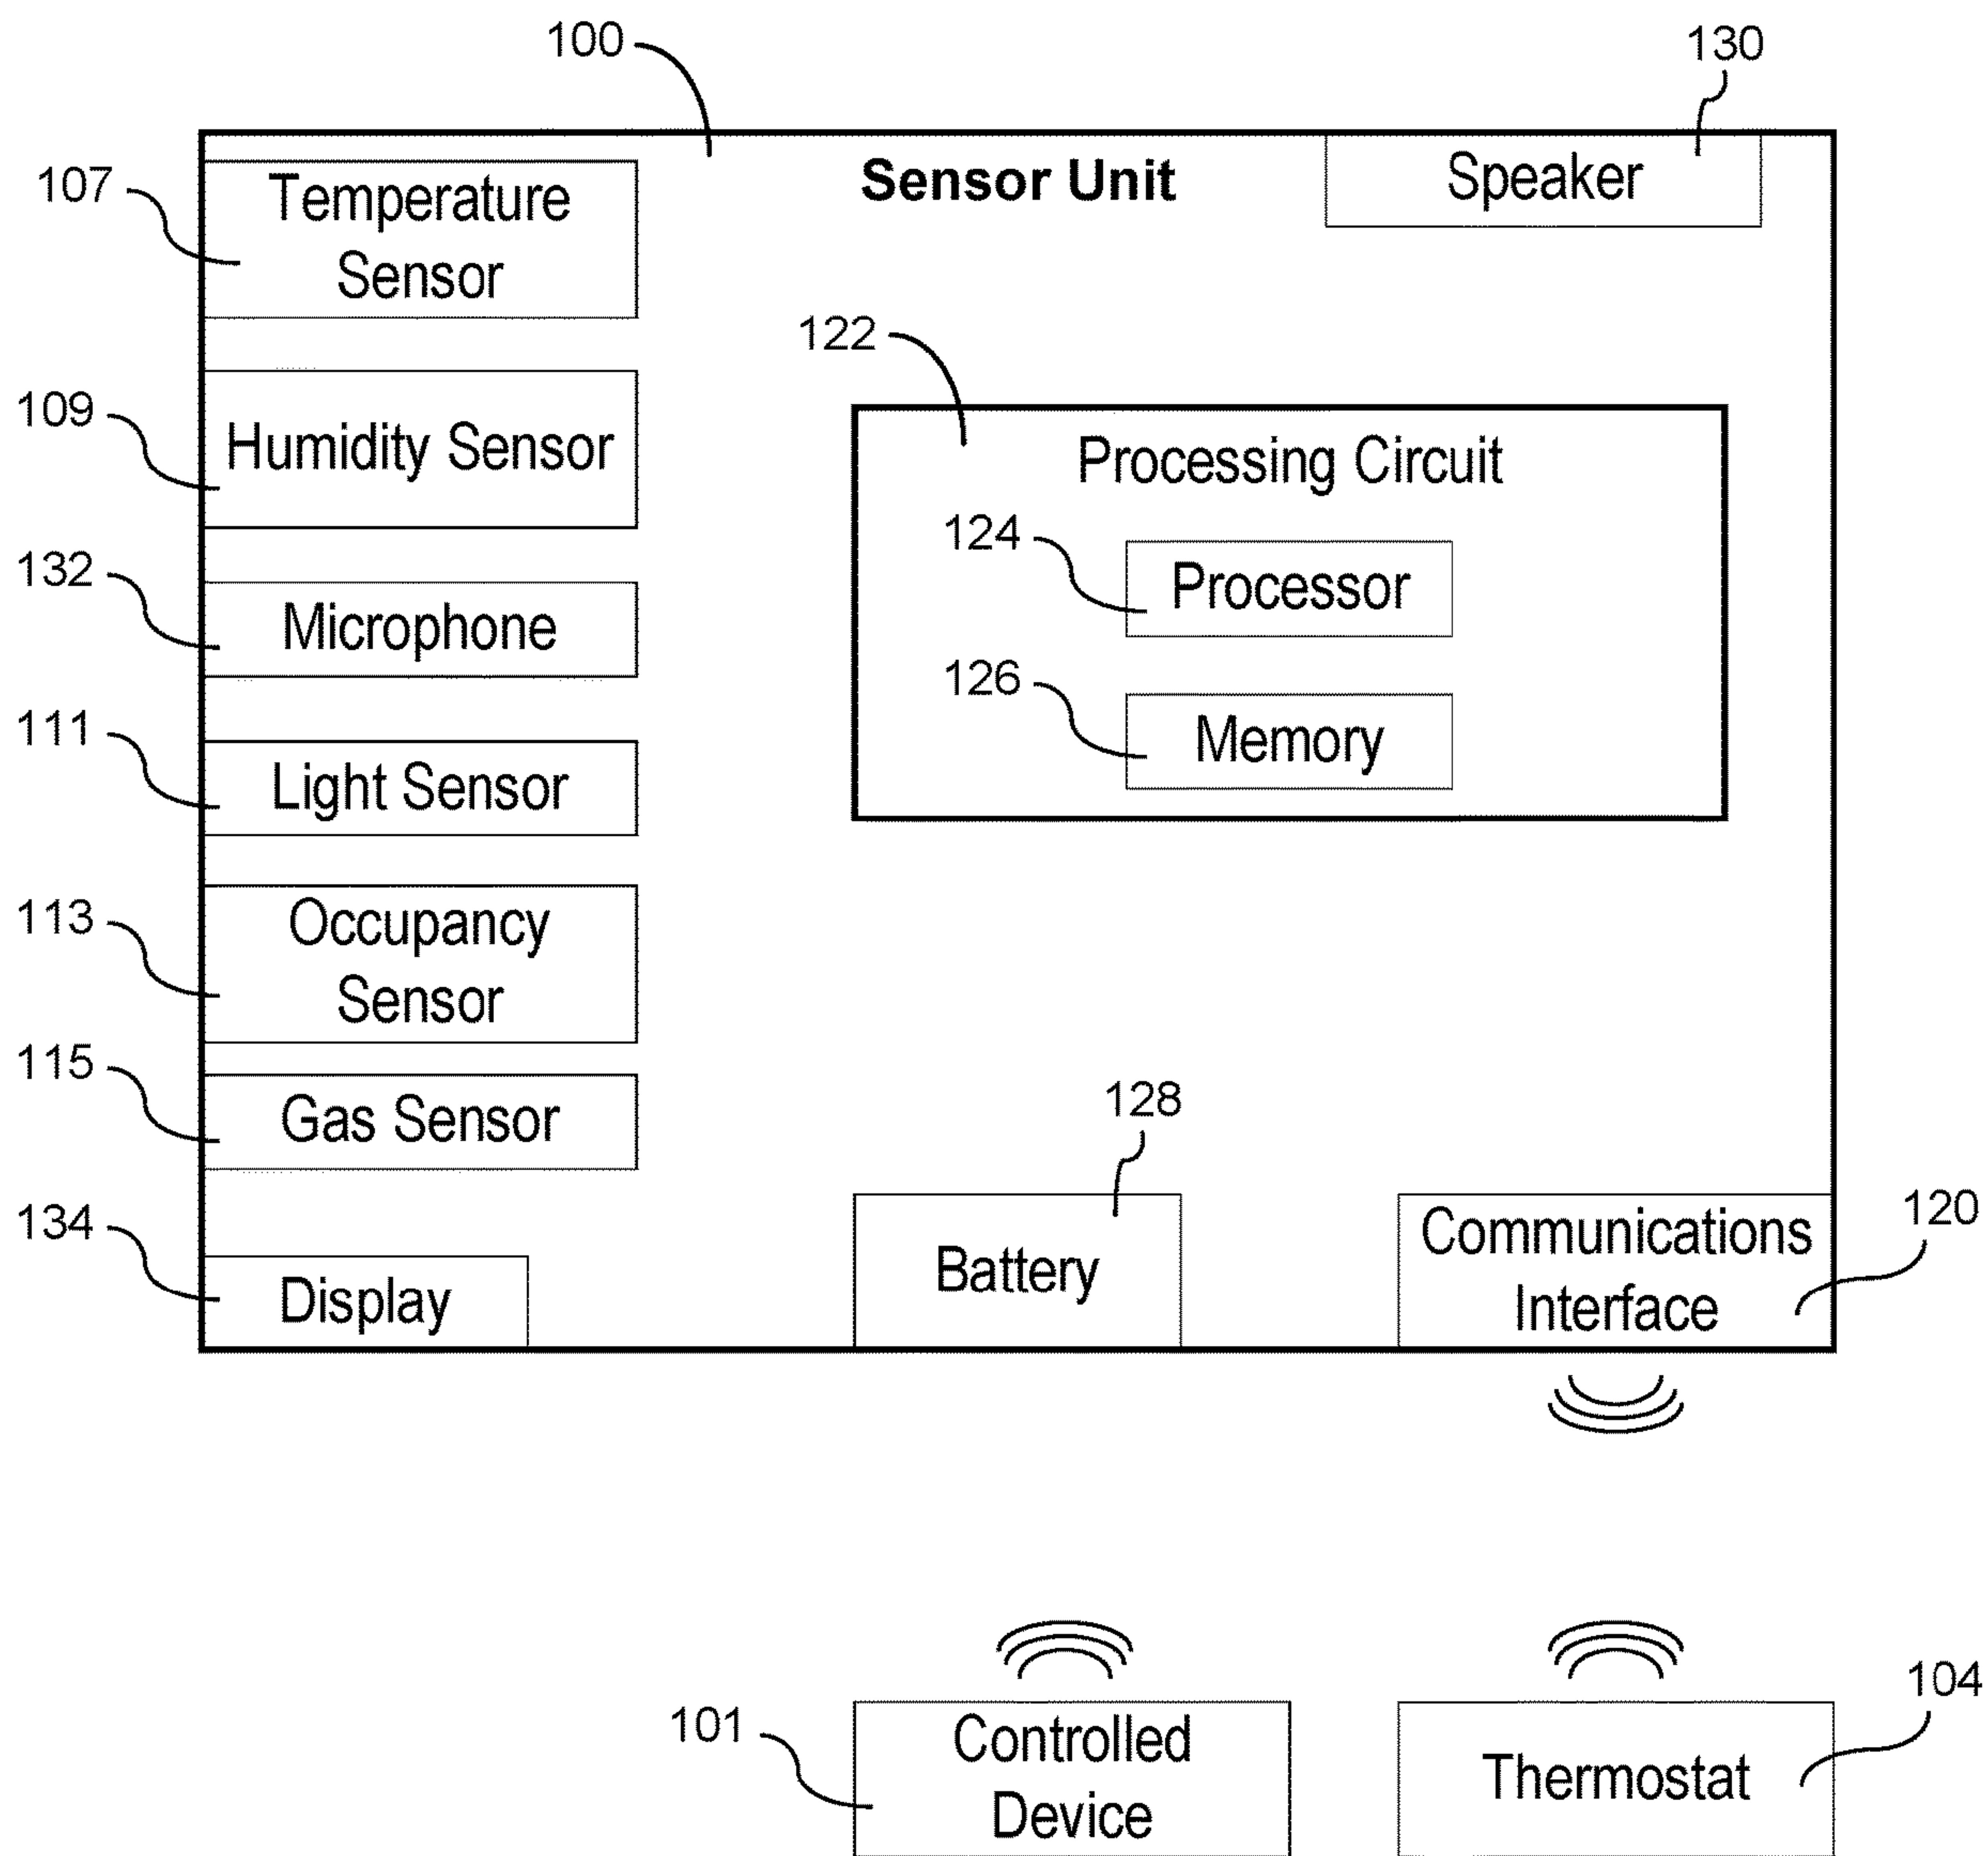 100
130
107
Temperature
Sensor
Sensor Unit
Speaker
122
109
Humidity Sensor
Processing Circuit
124
Processor
132
Microphone
126
Memory
111
Light Sensor
113
Occupancy
Sensor
115
Gas Sensor
128
134
Display
Battery
Communications
Interface
120
101
Controlled
Device
Thermostat
104